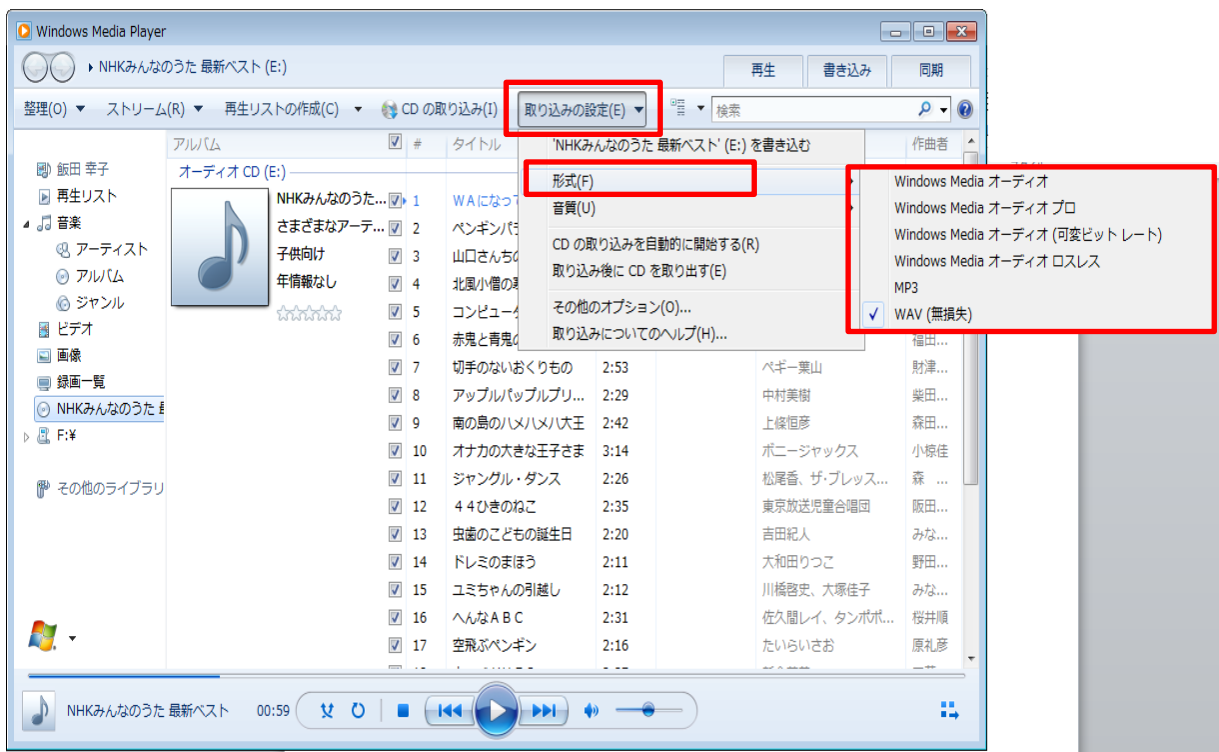 Windows Media Player
NHKみんなのうた 最新ベスト (E:)
再生 書き込み 同期
整理(O) ストリーム(R) 再生リストの作成(C) CD の取り込み(I) 取り込みの設定(E) 検索
アルバム # タイトル 作曲者
'NHKみんなのうた 最新ベスト' (E:) を書き込む
形式(F)
音質(U)
CD の取り込みを自動的に開始する(R)
取り込み後に CD を取り出す(E)
その他のオプション(O)...
取り込みについてのヘルプ(H)...
Windows Media オーディオ
Windows Media オーディオ プロ
Windows Media オーディオ (可変ビット レート)
Windows Media オーディオ ロスレス
MP3
WAV (無損失)
飯田 幸子
再生リスト
音楽
アーティスト
アルバム
ジャンル
ビデオ
画像
録画一覧
NHKみんなのうた
F:¥
その他のライブラリ
オーディオ CD (E:)
NHKみんなのうた...
さまざまなアーテ...
子供向け
年情報なし
1 WAになって
2 ペンギンパ
3 山口さんち
4 北風小僧の
5 コンピュータ
6 赤鬼と青鬼 福田...
7 切手のないおくりもの 2:53 ペギー葉山 財津...
8 アップルパップルプリ... 2:29 中村美樹 柴田...
9 南の島のハメハメハ大王 2:42 上條恒彦 森田...
10 オナカの大きな王子さま 3:14 ボニージャックス 小椋佳
11 ジャングル・ダンス 2:26 松尾香、ザ・ブレッス... 森 ...
12 44ひきのねこ 2:35 東京放送児童合唱団 阪田...
13 虫歯のこどもの誕生日 2:20 吉田紀人 みな...
14 ドレミのまほう 2:11 大和田りつこ 野田...
15 ユミちゃんの引越し 2:12 川橋啓史、大塚佳子 みな...
16 へんなABC 2:31 佐久間レイ、タンポポ... 桜井順
17 空飛ぶペンギン 2:16 たいらいさお 原礼彦
NHKみんなのうた 最新ベスト 00:59